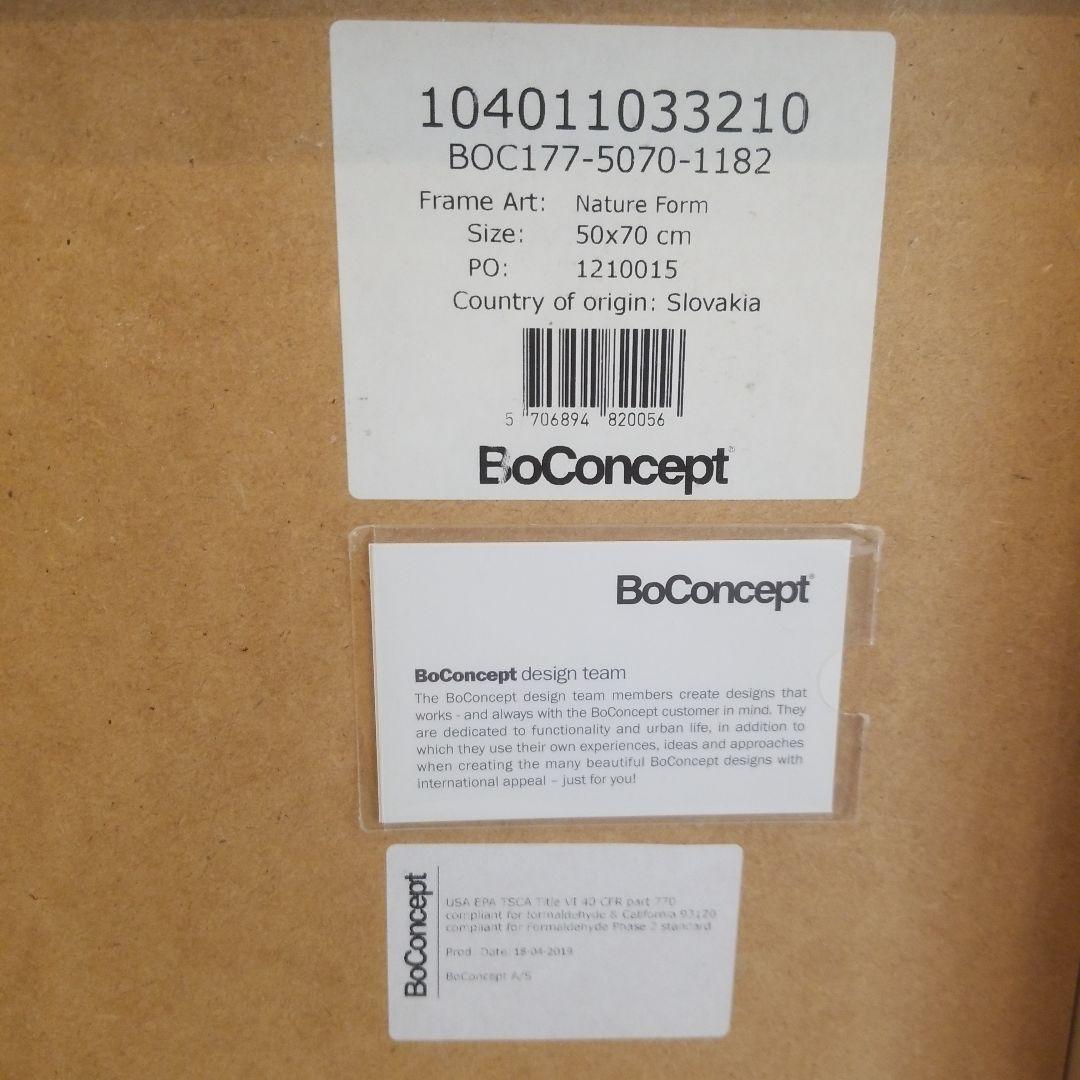 104011033210
BOC177-5070-1182
Frame Art: Nature Form
Size: 50x70 cm
PO: 1210015
Country of origin: Slovakia
5 706894 820056
BoConcept®
BoConcept®
BoConcept design team
The BoConcept design team members create designs that
works - and always with the BoConcept customer in mind. They
are dedicated to functionality and urban life, in addition to
which they use their own experiences, ideas and approaches
when creating the many beautiful BoConcept designs with
international appeal – just for you!
BoConcept
USA EPA TSCA Title VI 40 CFR part 770
compliant for formaldehyde & California 93120
compliant for Formaldehyde Phase 2 standard
Prod. Date: 18-04-2019
BoConcept A/S